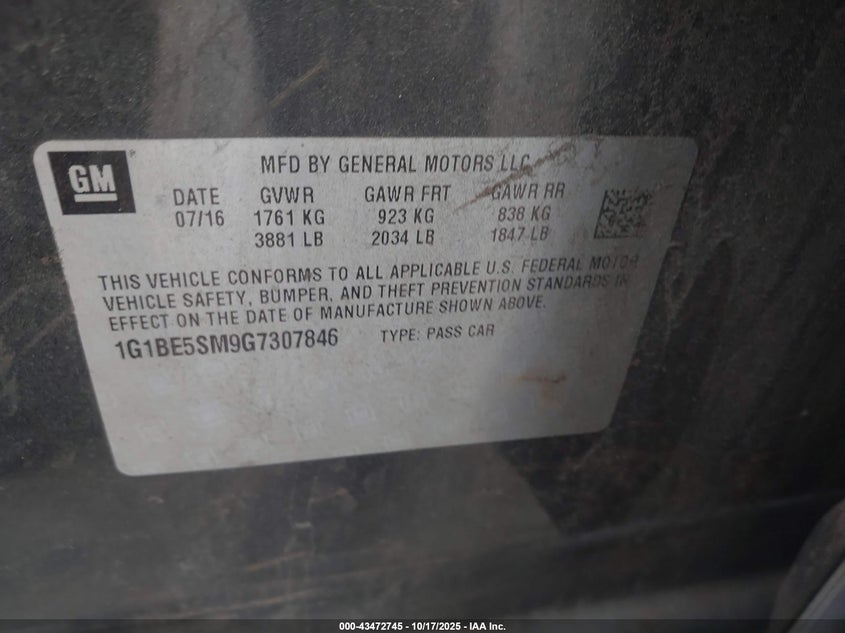 GM
MFD BY GENERAL MOTORS LLC
DATE GVWR GAWR FRT GAWR RR
07/16 1761 KG 923 KG 838 KG
3881 LB 2034 LB 1847 LB
THIS VEHICLE CONFORMS TO ALL APPLICABLE U.S. FEDERAL MOTOR
VEHICLE SAFETY, BUMPER, AND THEFT PREVENTION STANDARDS IN
EFFECT ON THE DATE OF MANUFACTURE SHOWN ABOVE.
1G1BE5SM9G7307846 TYPE: PASS CAR
000-43472745 - 10/17/2025 - IAA Inc.